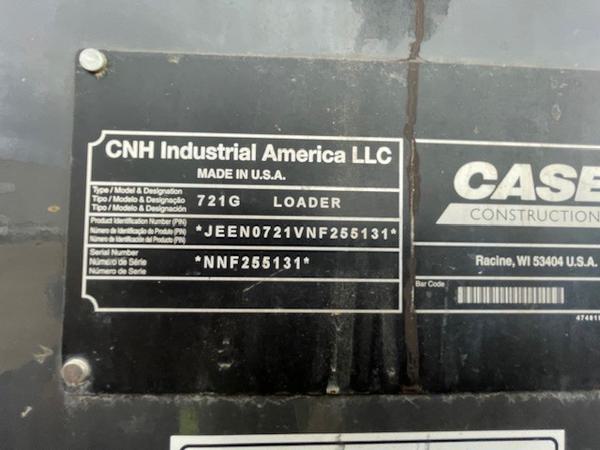 CNH Industrial America LLC
MADE IN U.S.A.
Type / Model & Designation
Tipo / Modelo & Designação
Tipo / Modelo & Designación
721G LOADER
Product Identification Number (PIN)
Número de Identificação do Produto (PIN)
Número de Identificación del Producto (PIN)
*JEEN0721VNF255131*
Serial Number
Número de Série
Número de Serie
*NNF255131*
CASE
CONSTRUCTION
Racine, WI 53404 U.S.A.
Bar Code